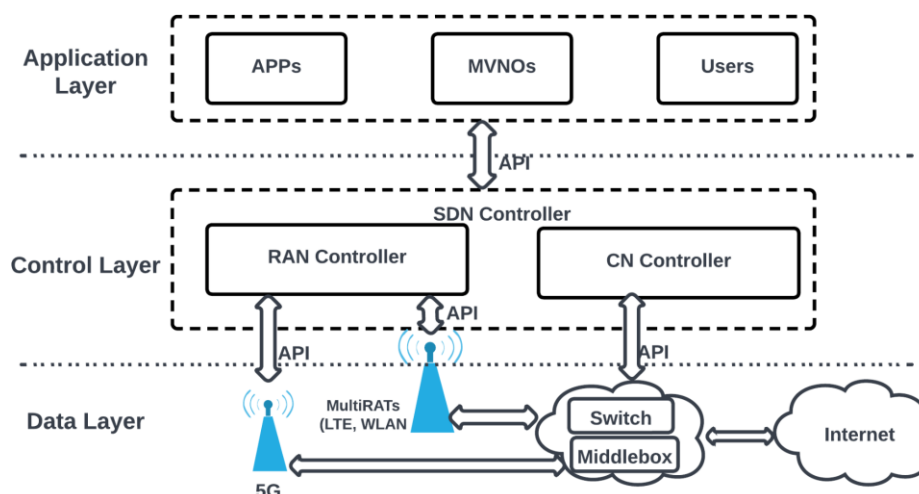 Application
Layer
APPs
MVNOs
Users
API
SDN Controller
Control Layer
RAN Controller
CN Controller
API
API
API
Data Layer
MultiRATs
(LTE, WLAN
Switch
Middlebox
Internet
5G